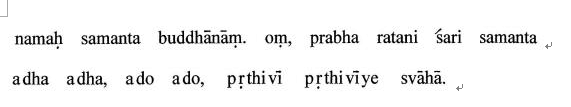 namaḥ samanta buddhānāṃ. oṃ, prabha ratani śari samanta
adha adha, ado ado, pṛthivī pṛthivīye svāhā.